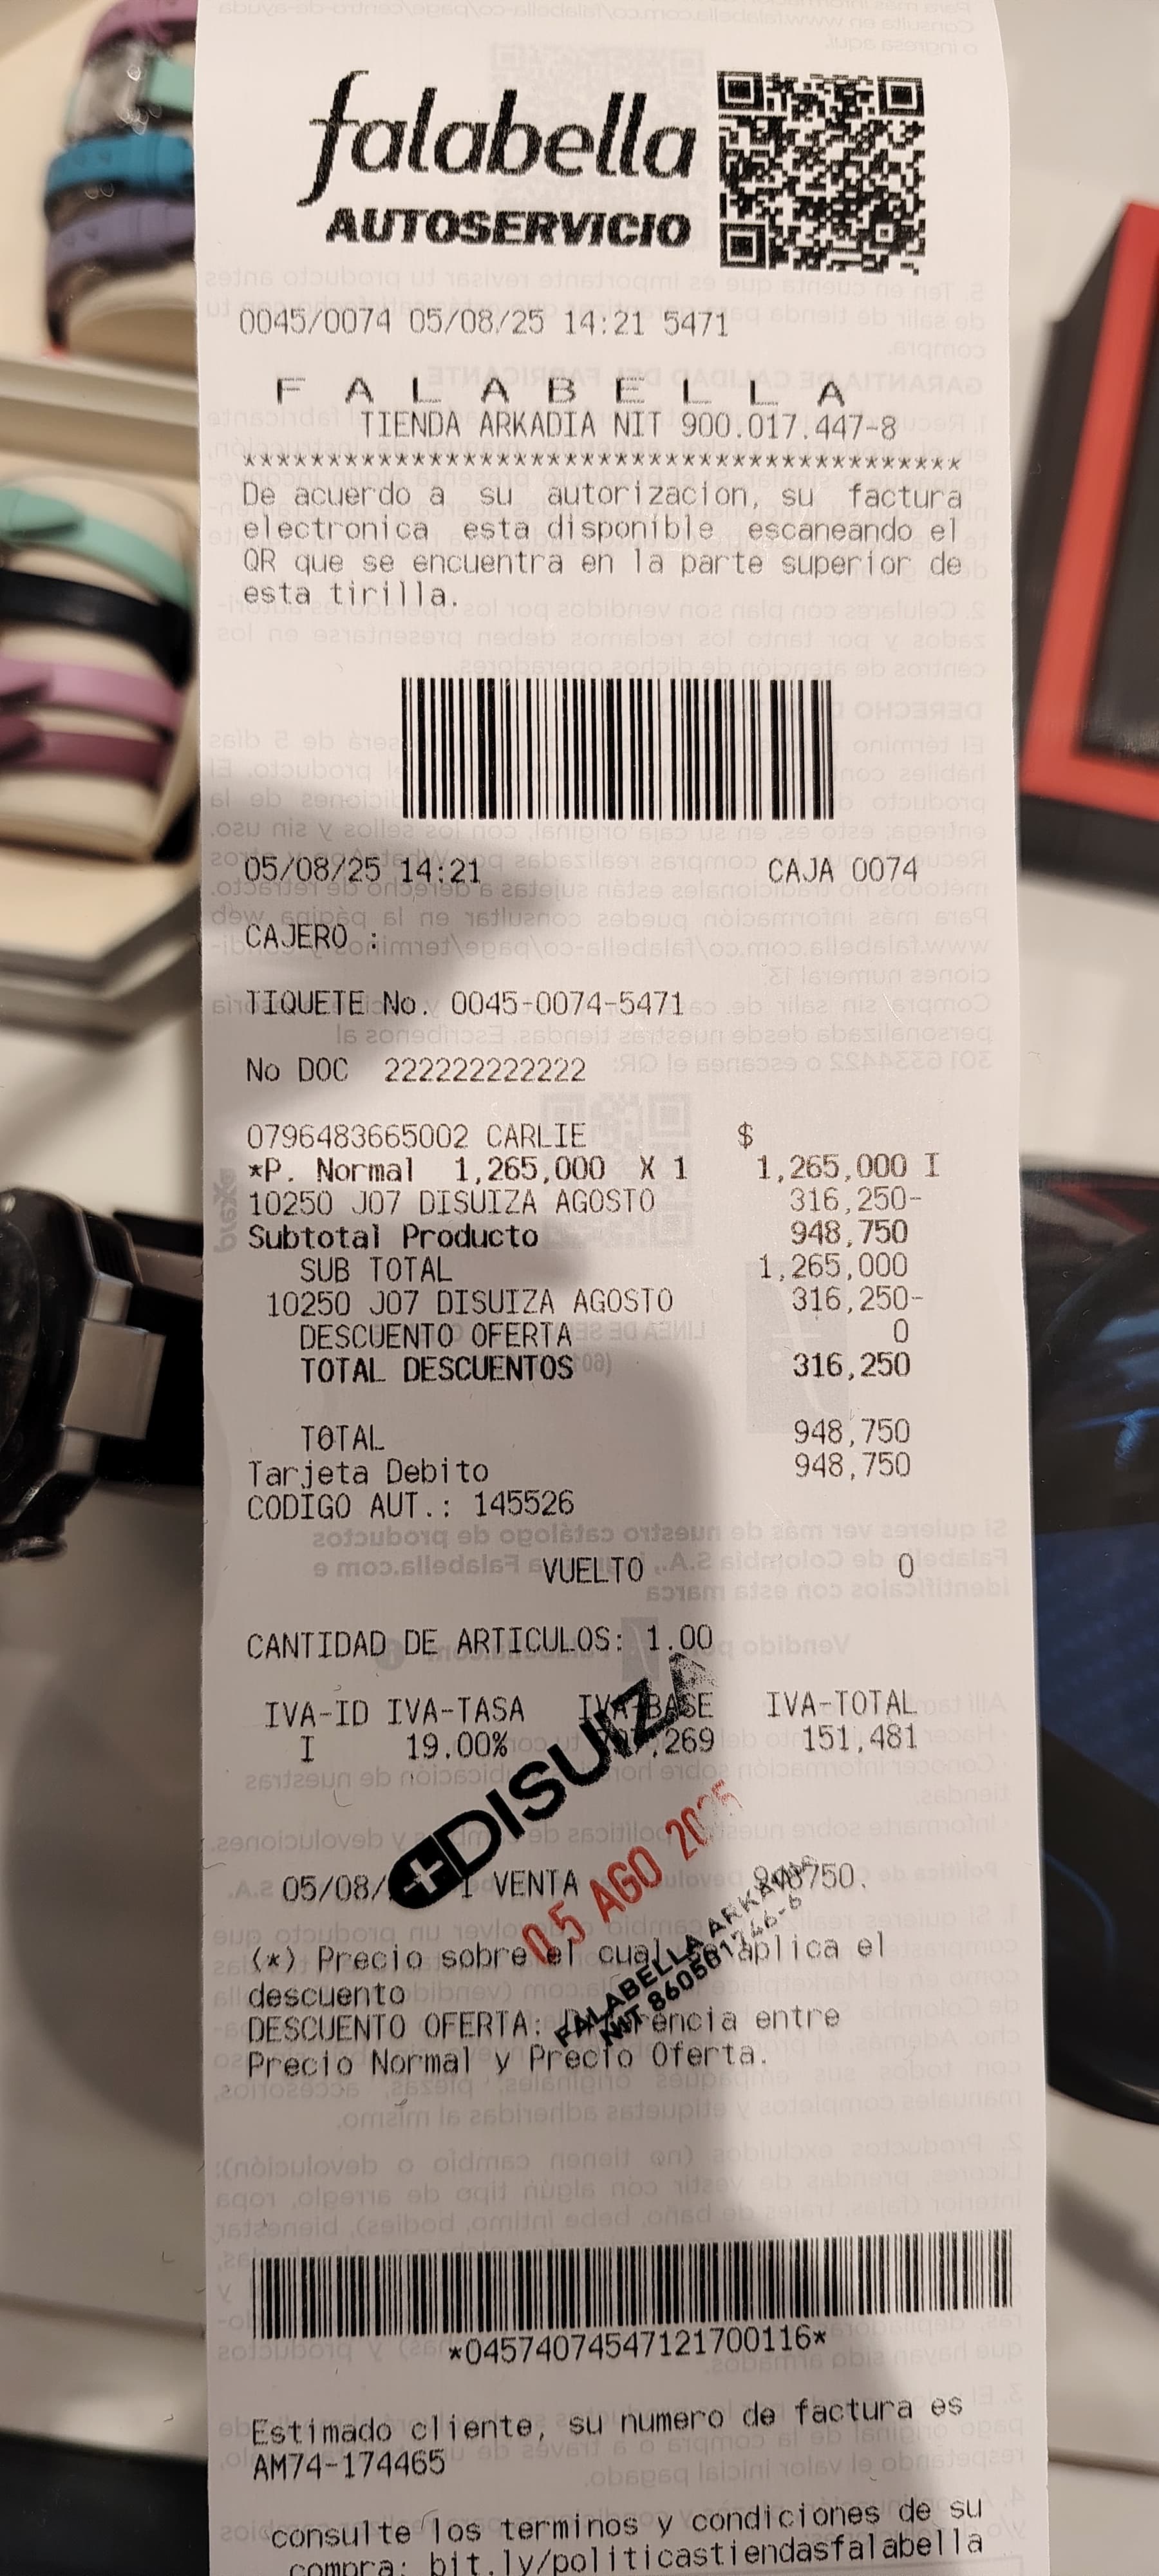 falabella
AUTOSERVICIO
0045/0074 05/08/25 14:21 5471
F A L A B E L L A
TIENDA ARKADIA NIT 900.017.447-8
******************************************
De acuerdo a su autorizacion, su factura
electronica esta disponible escaneando el
QR que se encuentra en la parte superior de
esta tirilla.
05/08/25 14:21 CAJA 0074
CAJERO :
TIQUETE No. 0045-0074-5471
No DOC 222222222222
0796483665002 CARLIE $
*P. Normal 1,265,000 X 1 1,265,000 I
10250 J07 DISUIZA AGOSTO 316,250-
Subtotal Producto 948,750
SUB TOTAL 1,265,000
10250 J07 DISUIZA AGOSTO 316,250-
DESCUENTO OFERTA 0
TOTAL DESCUENTOS 316,250
TOTAL 948,750
Tarjeta Debito 948,750
CODIGO AUT.: 145526
VUELTO 0
CANTIDAD DE ARTICULOS: 1.00
IVA-ID IVA-TASA IVA-BASE IVA-TOTAL
I 19.00% ,269 151,481
DISUIZA
05 AGO 2025
FALABELLA ARKADIA
NIT
05/08/ I VENTA 948750.
(*) Precio sobre el cual se aplica el
descuento
DESCUENTO OFERTA: Diferencia entre
Precio Normal y Precio Oferta.
*04574074547121700116*
Estimado cliente, su numero de factura es
AM74-174465
consulte los terminos y condiciones de su
compra: bit.ly/politicastiendasfalabella